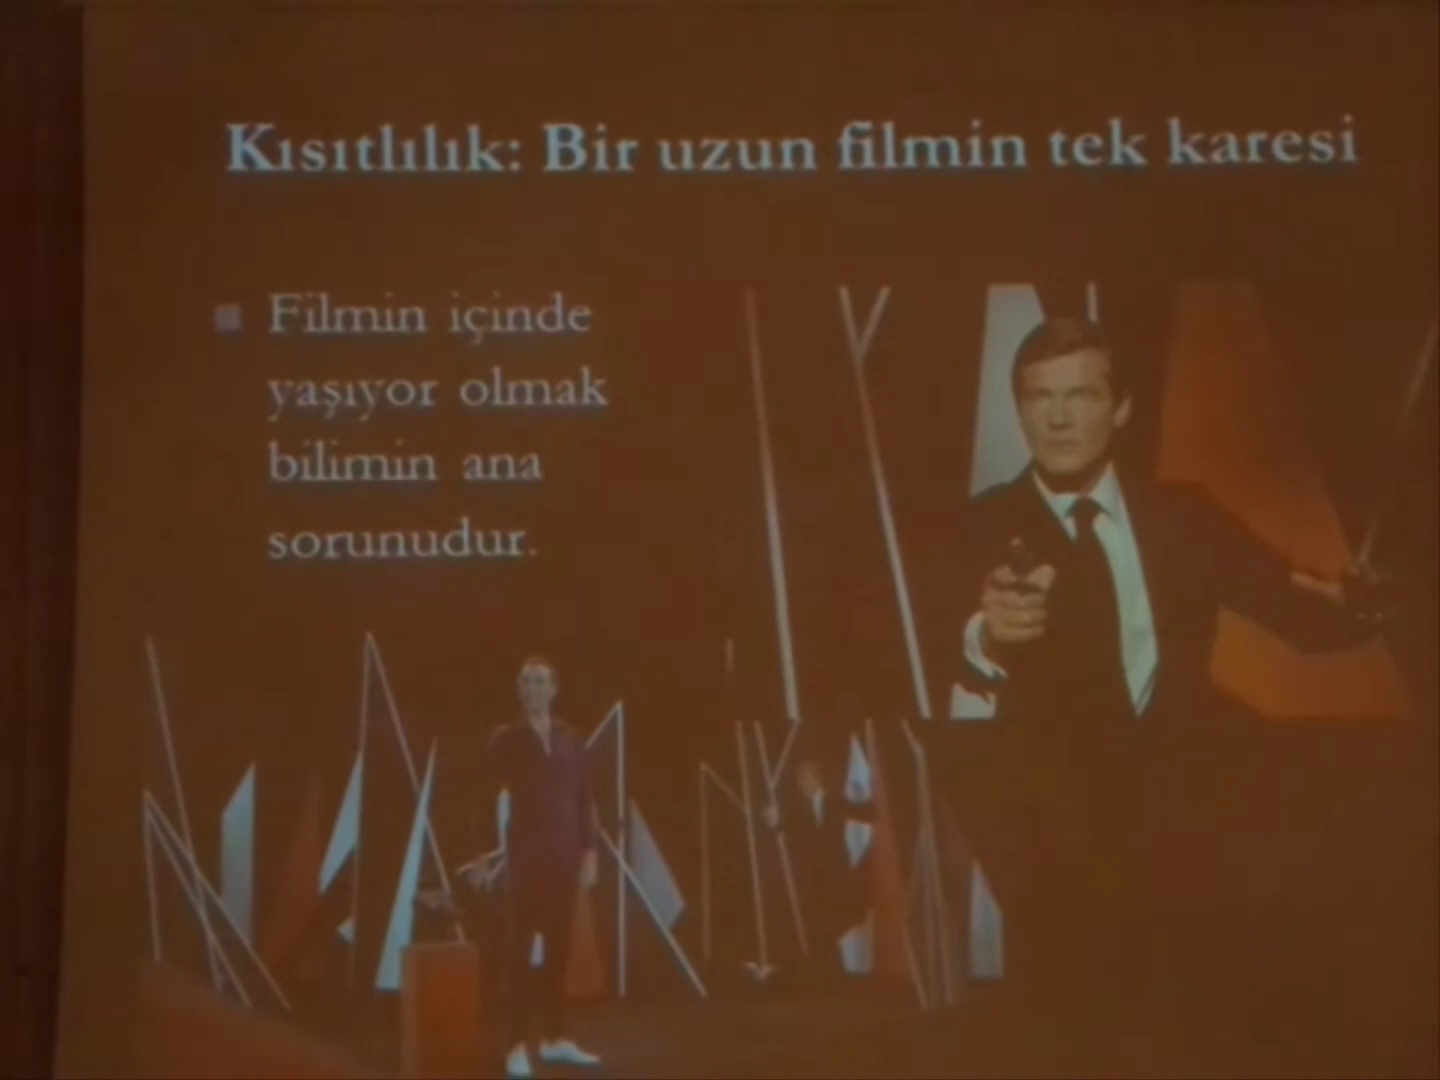 Kısıtlılık: Bir uzun filmin tek karesi
Filmin içinde
yaşıyor olmak
bilimin ana
sorunudur.